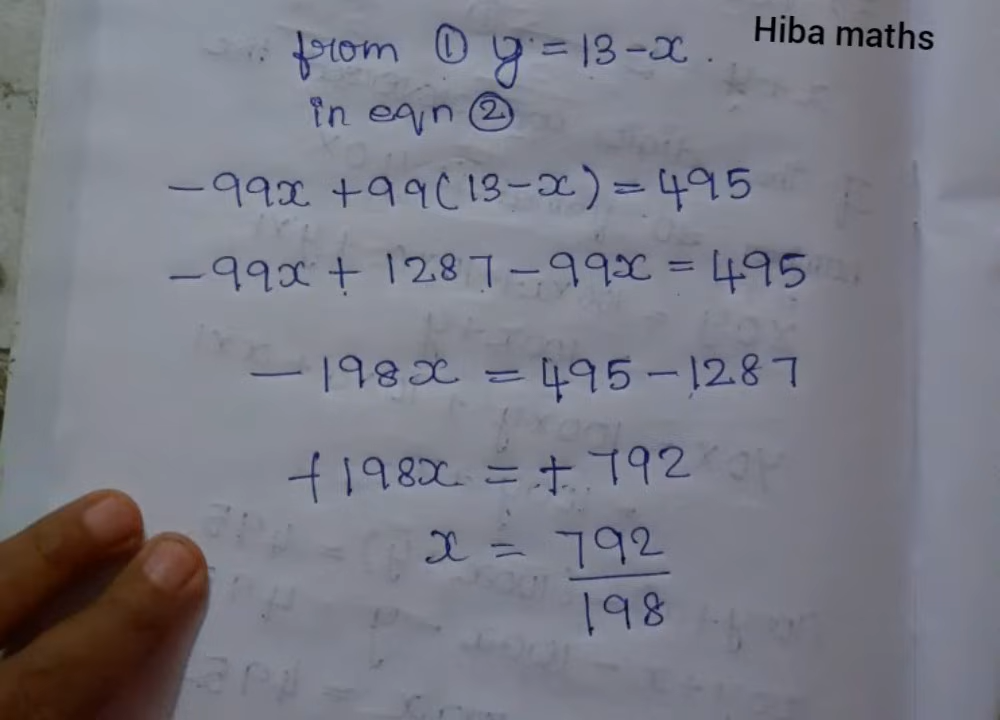 Hiba maths
from ① y = 13 - x.
in eqn ②
- 99x + 99(13 - x) = 495
- 99x + 1287 - 99x = 495
- 198x = 495 - 1287
+ 198x = + 792
x = 792
198